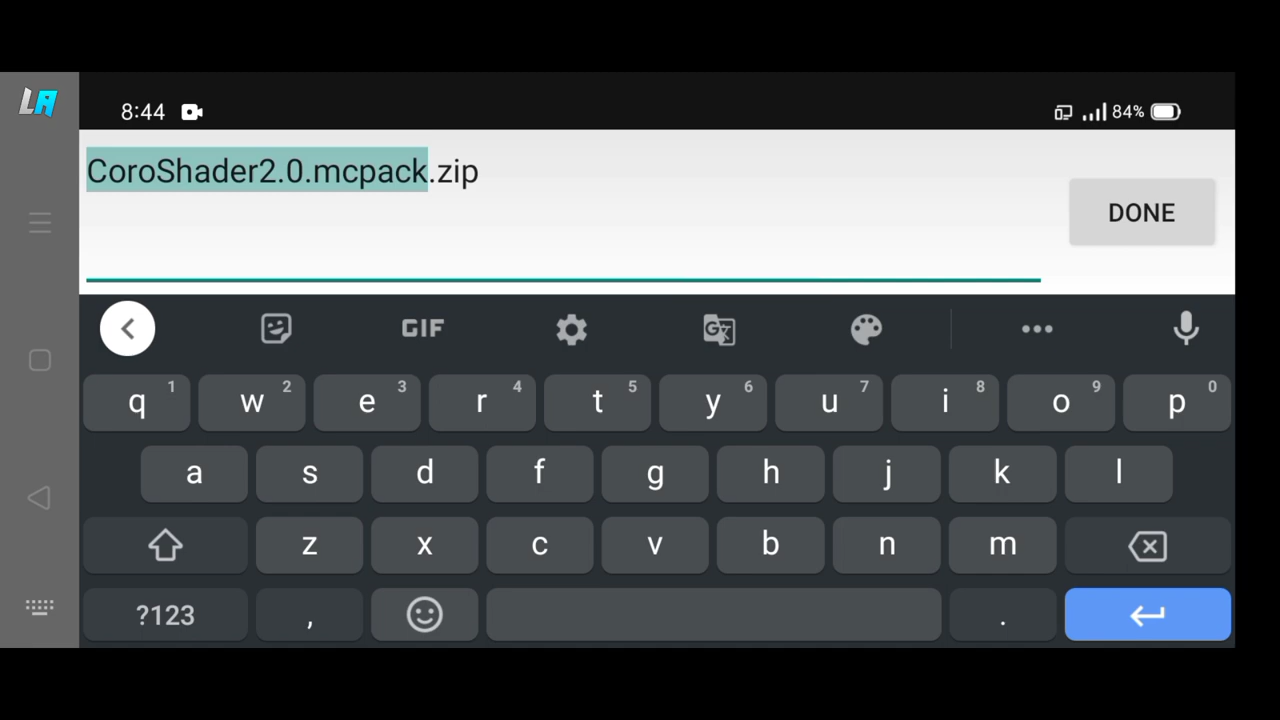 LA
8:44
84%
CoroShader2.0.mcpack.zip
DONE
GIF
G
q 1 w 2 e 3 r 4 t 5 y 6 u 7 i 8 o 9 p 0
a s d f g h j k l
z x c v b n m
?123 , .